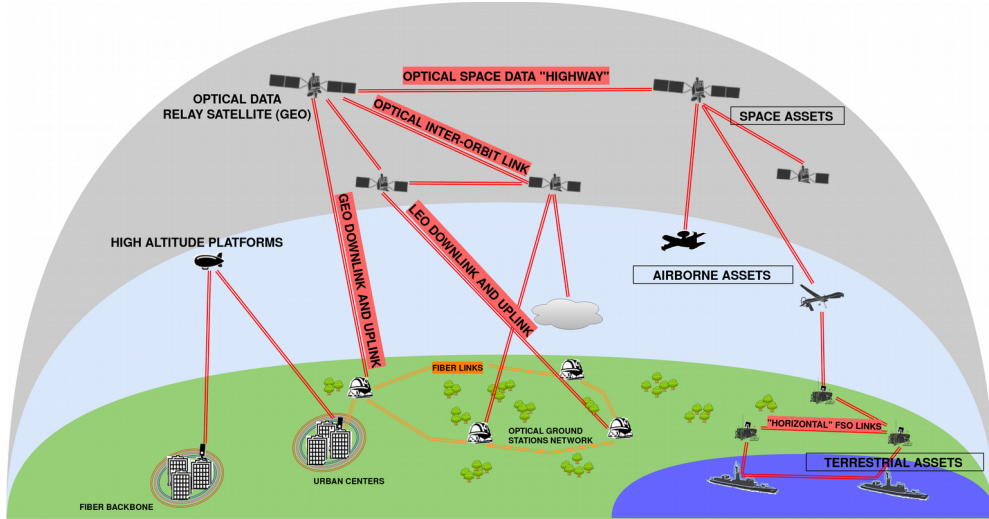 OPTICAL SPACE DATA "HIGHWAY"
OPTICAL DATA
RELAY SATELLITE (GEO)
OPTICAL INTER-ORBIT LINK
SPACE ASSETS
GEO DOWNLINK AND UPLINK
LEO DOWNLINK AND UPLINK
HIGH ALTITUDE PLATFORMS
AIRBORNE ASSETS
FIBER LINKS
"HORIZONTAL" FSO LINKS
OPTICAL GROUND
STATIONS NETWORK
TERRESTRIAL ASSETS
URBAN CENTERS
FIBER BACKBONE